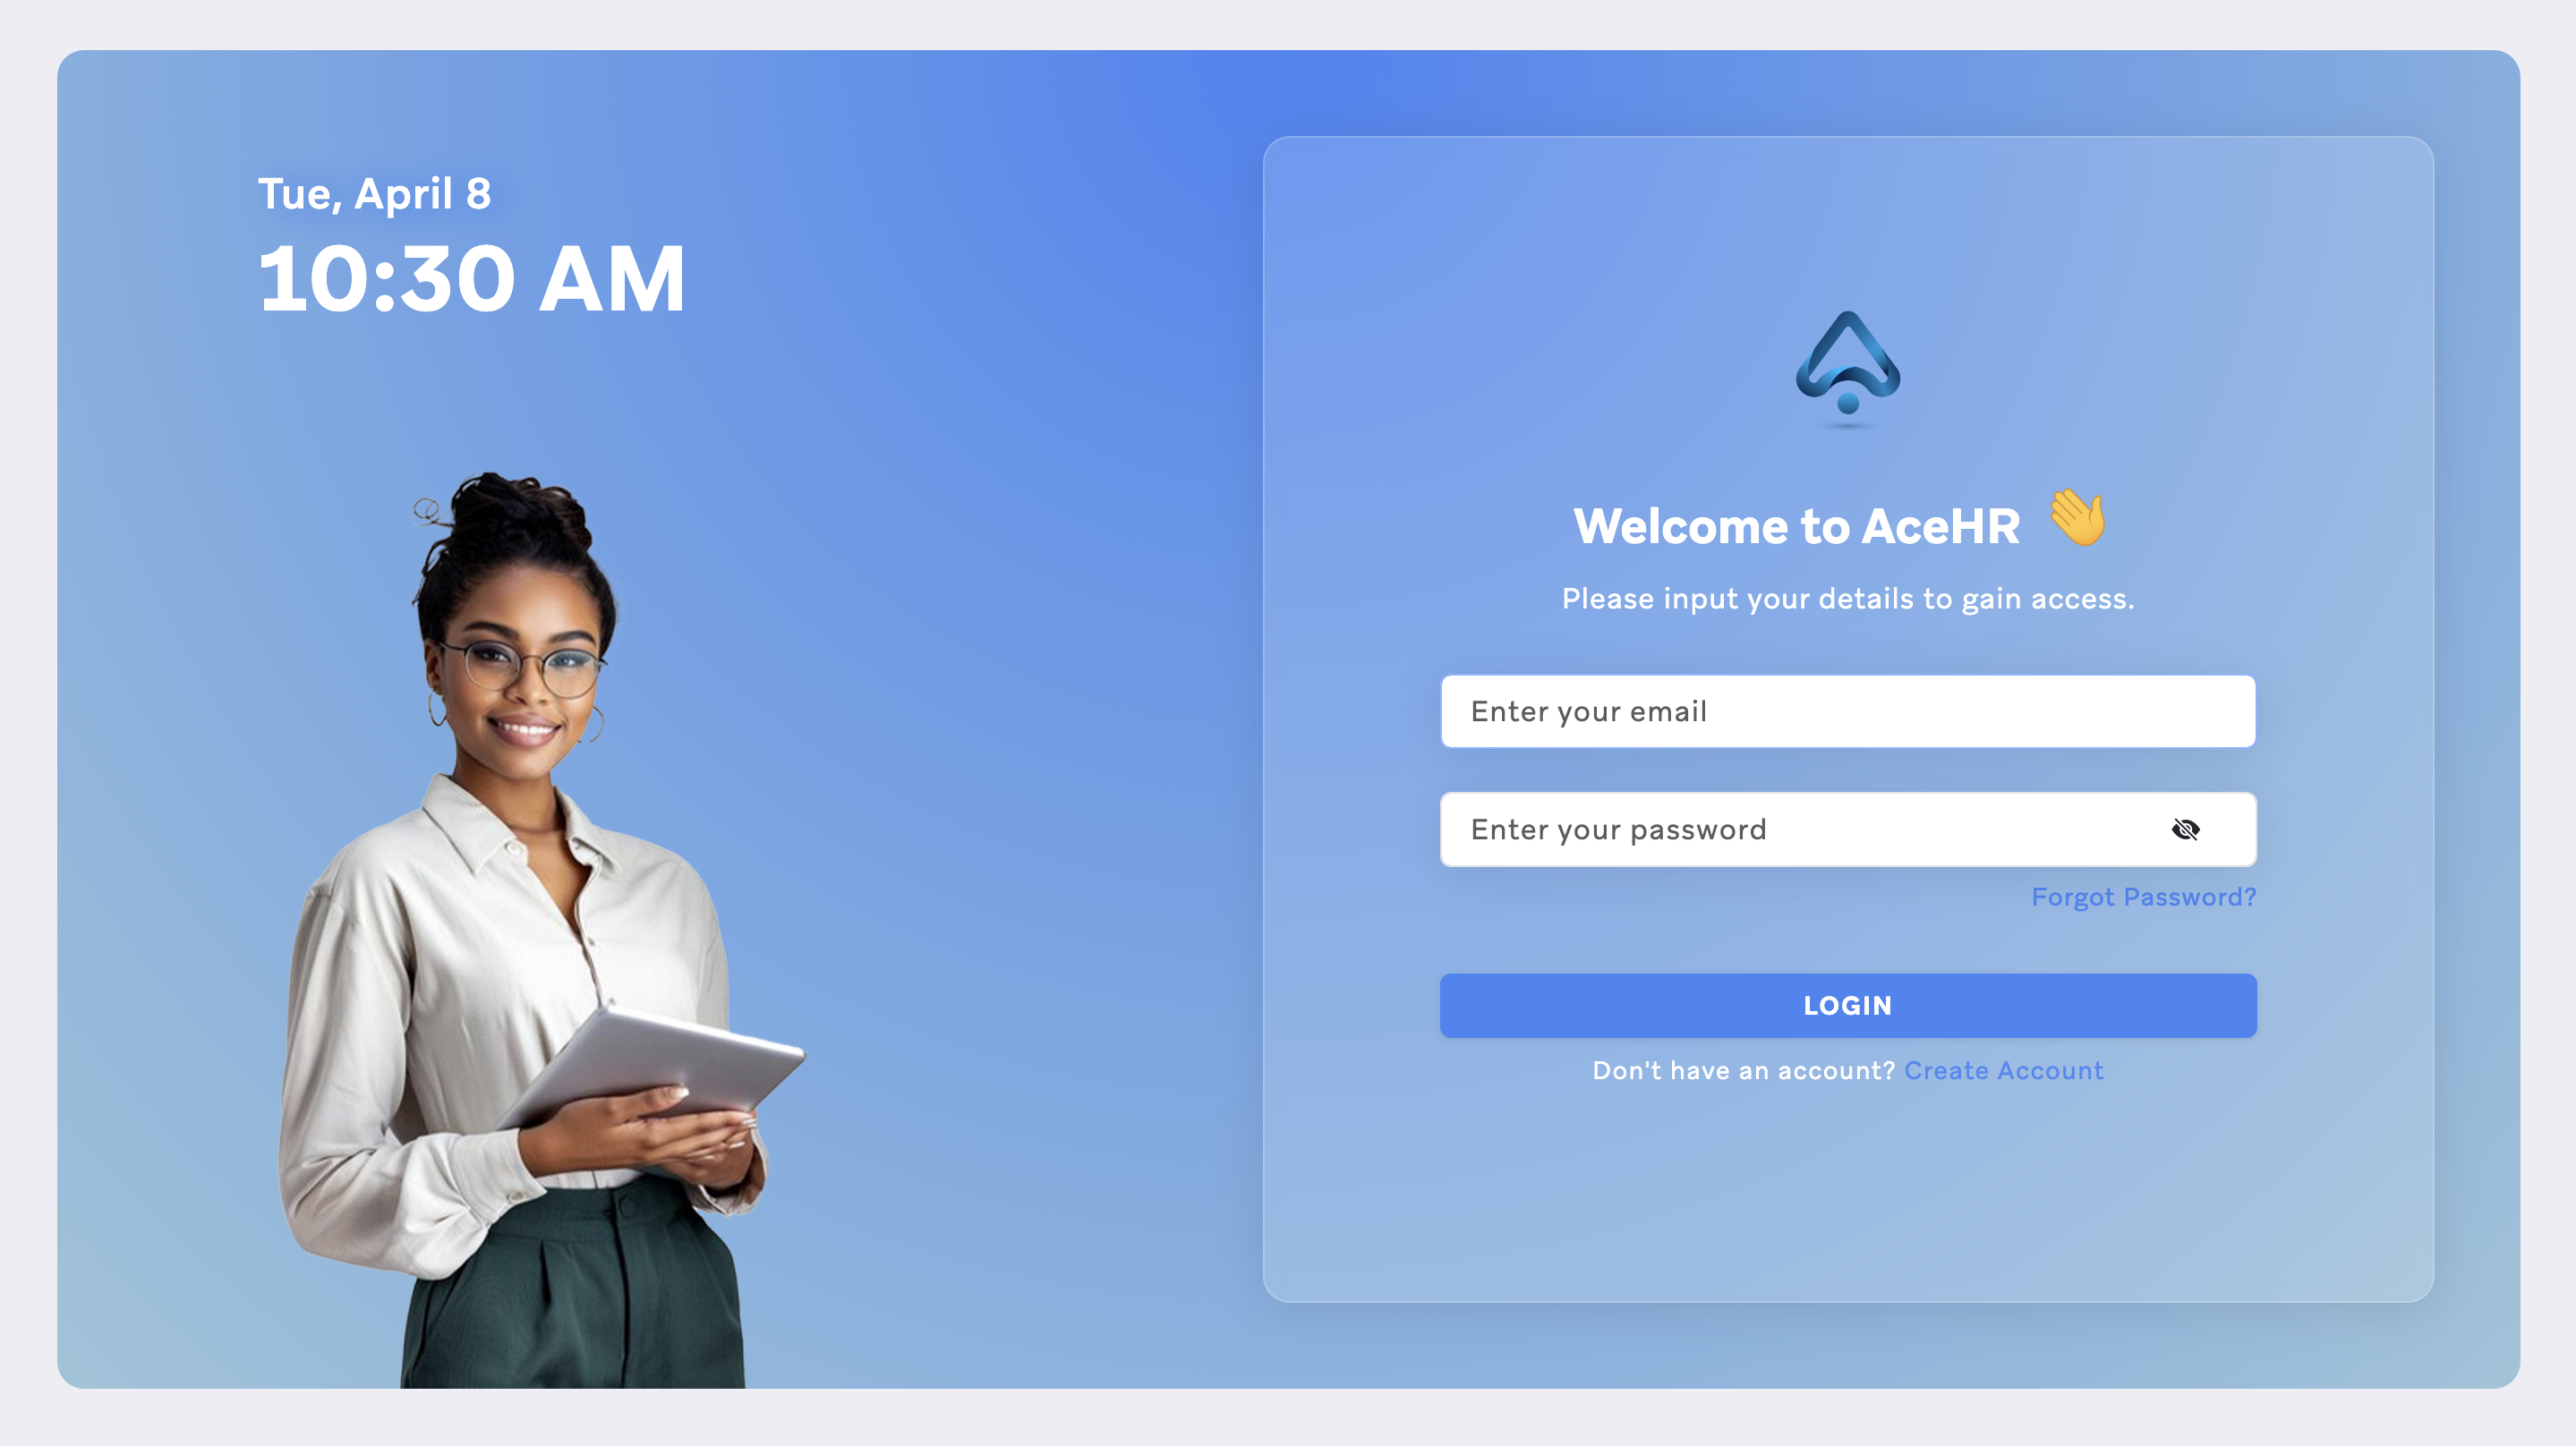 Tue, April 8
10:30 AM
Welcome to AceHR
Please input your details to gain access.
Enter your email
Enter your password
Forgot Password?
LOGIN
Don't have an account? Create Account